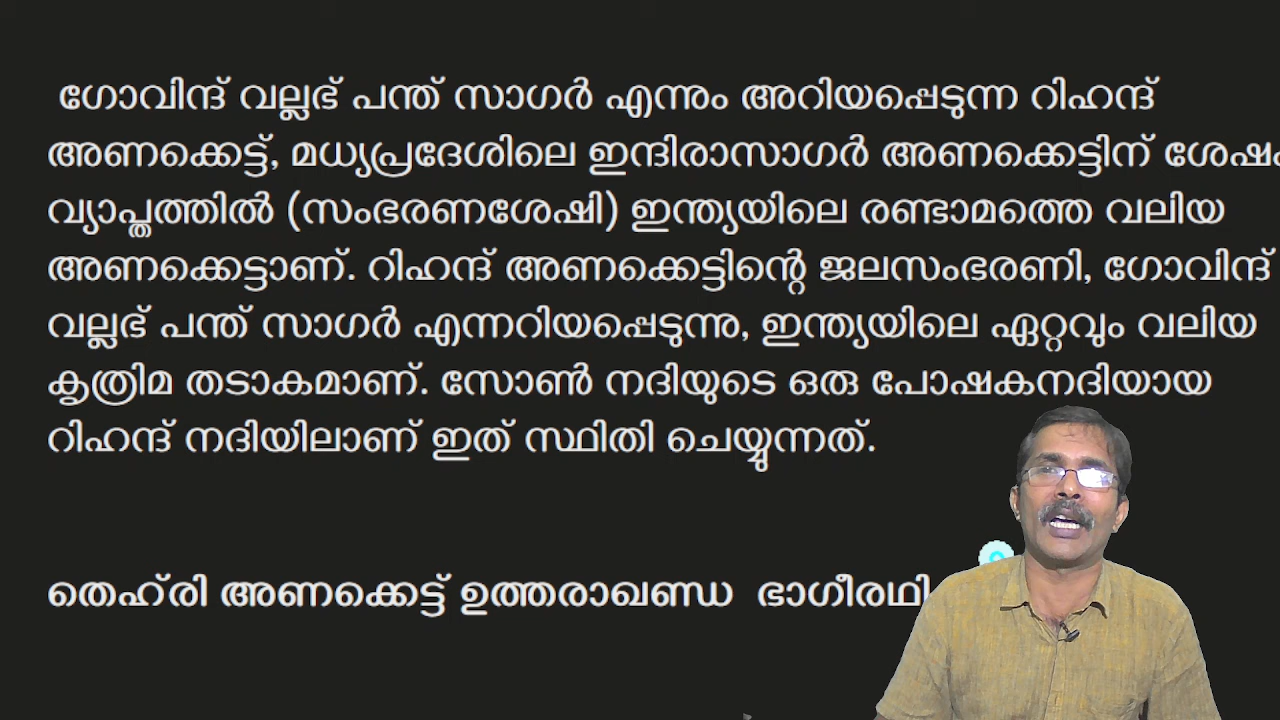 ഗോവിന്ദ് വല്ലഭ് പന്ത് സാഗർ എന്നും അറിയപ്പെടുന്ന റിഹന്ദ്
അണക്കെട്ട്, മധ്യപ്രദേശിലെ ഇന്ദിരാസാഗർ അണക്കെട്ടിന് ശേഷം
വ്യാപ്തത്തിൽ (സംഭരണശേഷി) ഇന്ത്യയിലെ രണ്ടാമത്തെ വലിയ
അണക്കെട്ടാണ്. റിഹന്ദ് അണക്കെട്ടിന്റെ ജലസംഭരണി, ഗോവിന്ദ്
വല്ലഭ് പന്ത് സാഗർ എന്നറിയപ്പെടുന്നു, ഇന്ത്യയിലെ ഏറ്റവും വലിയ
കൃത്രിമ തടാകമാണ്. സോൺ നദിയുടെ ഒരു പോഷകനദിയായ
റിഹന്ദ് നദിയിലാണ് ഇത് സ്ഥിതി ചെയ്യുന്നത്.
തെഹ്‌രി അണക്കെട്ട് ഉത്തരാഖണ്ഡ ഭാഗീരഥി